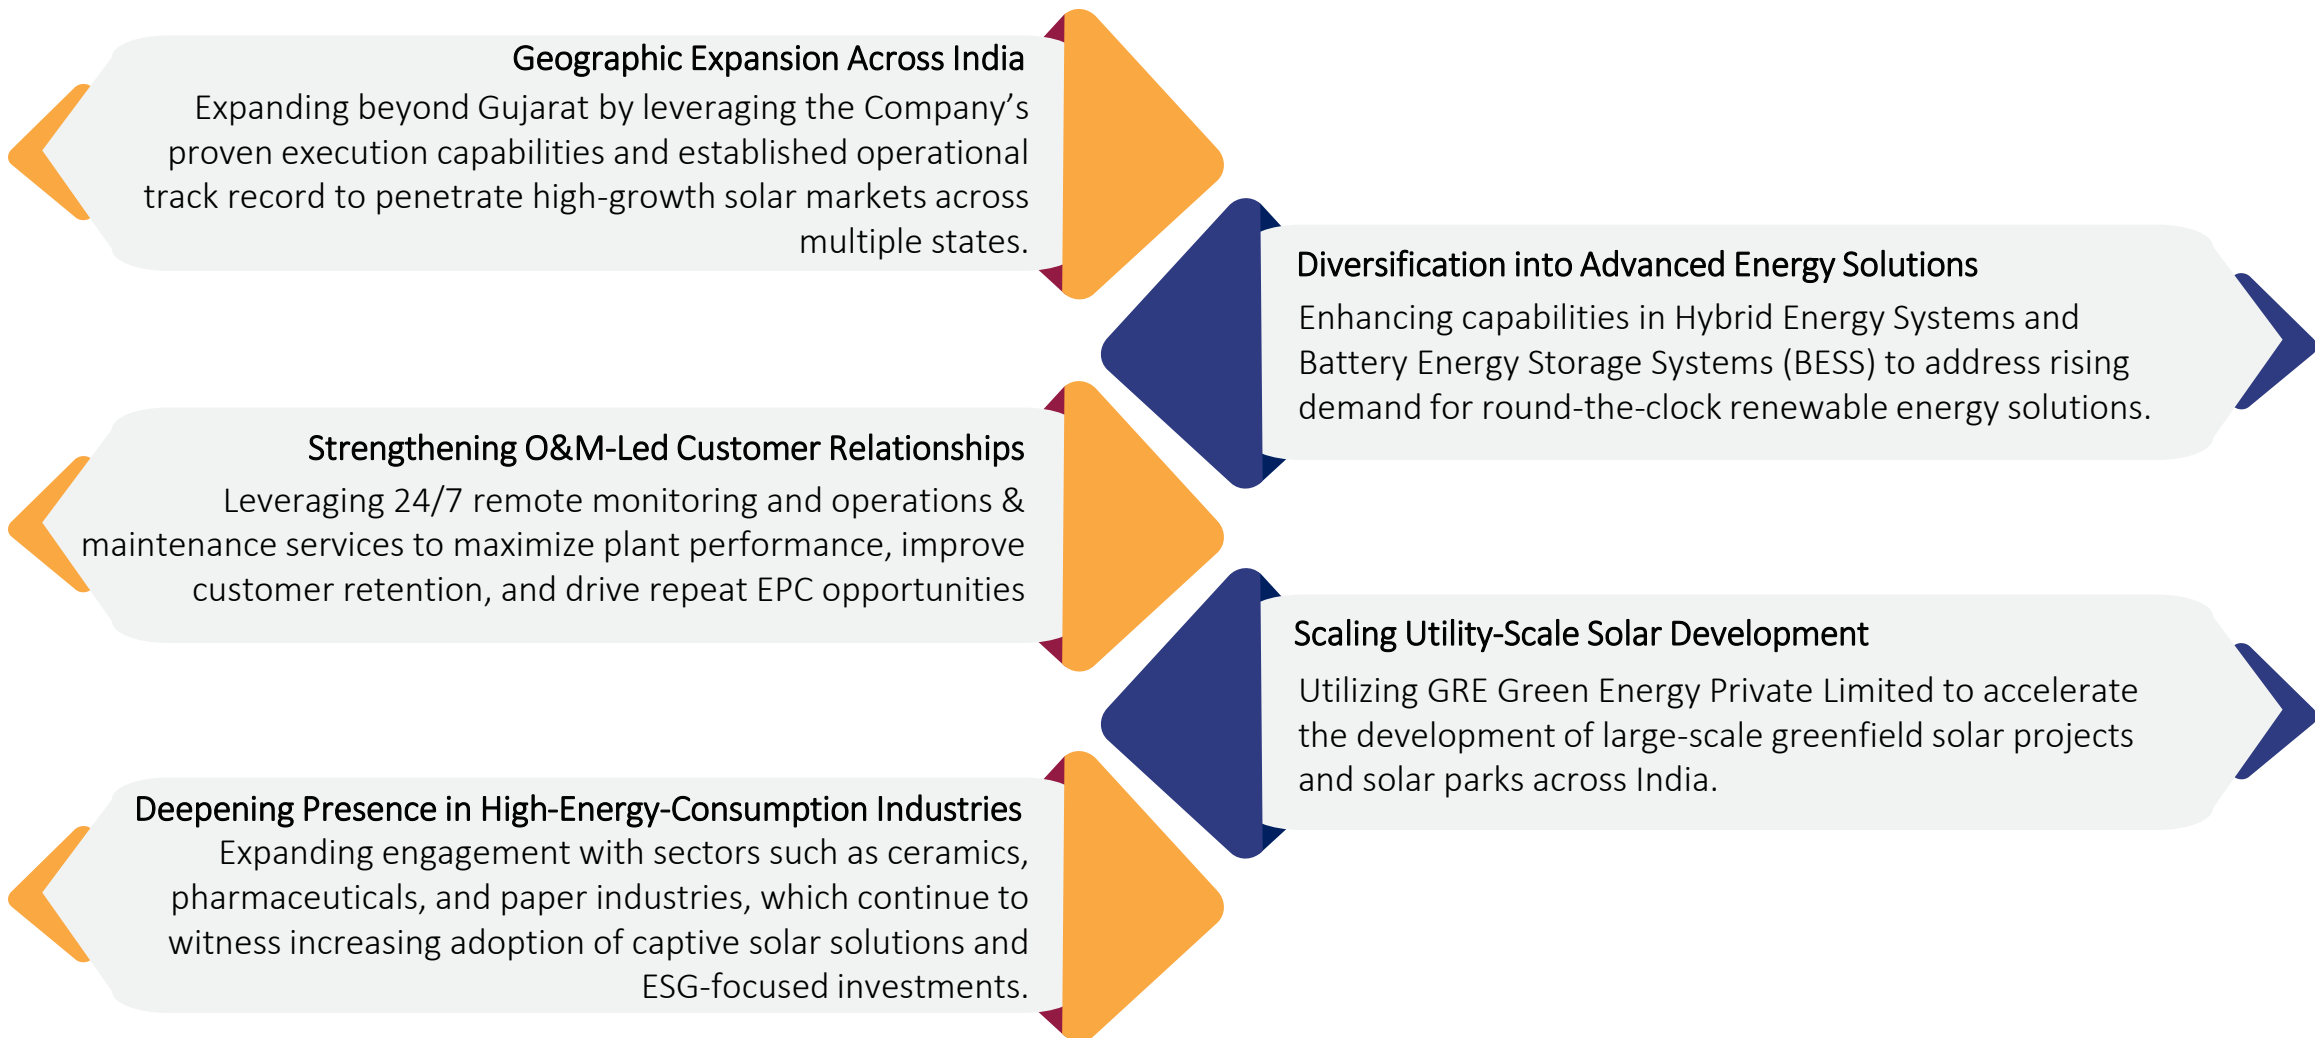 Geographic Expansion Across India
Expanding beyond Gujarat by leveraging the Company’s
proven execution capabilities and established operational
track record to penetrate high-growth solar markets across
multiple states.
Diversification into Advanced Energy Solutions
Enhancing capabilities in Hybrid Energy Systems and
Battery Energy Storage Systems (BESS) to address rising
demand for round-the-clock renewable energy solutions.
Strengthening O&M-Led Customer Relationships
Leveraging 24/7 remote monitoring and operations &
maintenance services to maximize plant performance, improve
customer retention, and drive repeat EPC opportunities
Scaling Utility-Scale Solar Development
Utilizing GRE Green Energy Private Limited to accelerate
the development of large-scale greenfield solar projects
and solar parks across India.
Deepening Presence in High-Energy-Consumption Industries
Expanding engagement with sectors such as ceramics,
pharmaceuticals, and paper industries, which continue to
witness increasing adoption of captive solar solutions and
ESG-focused investments.